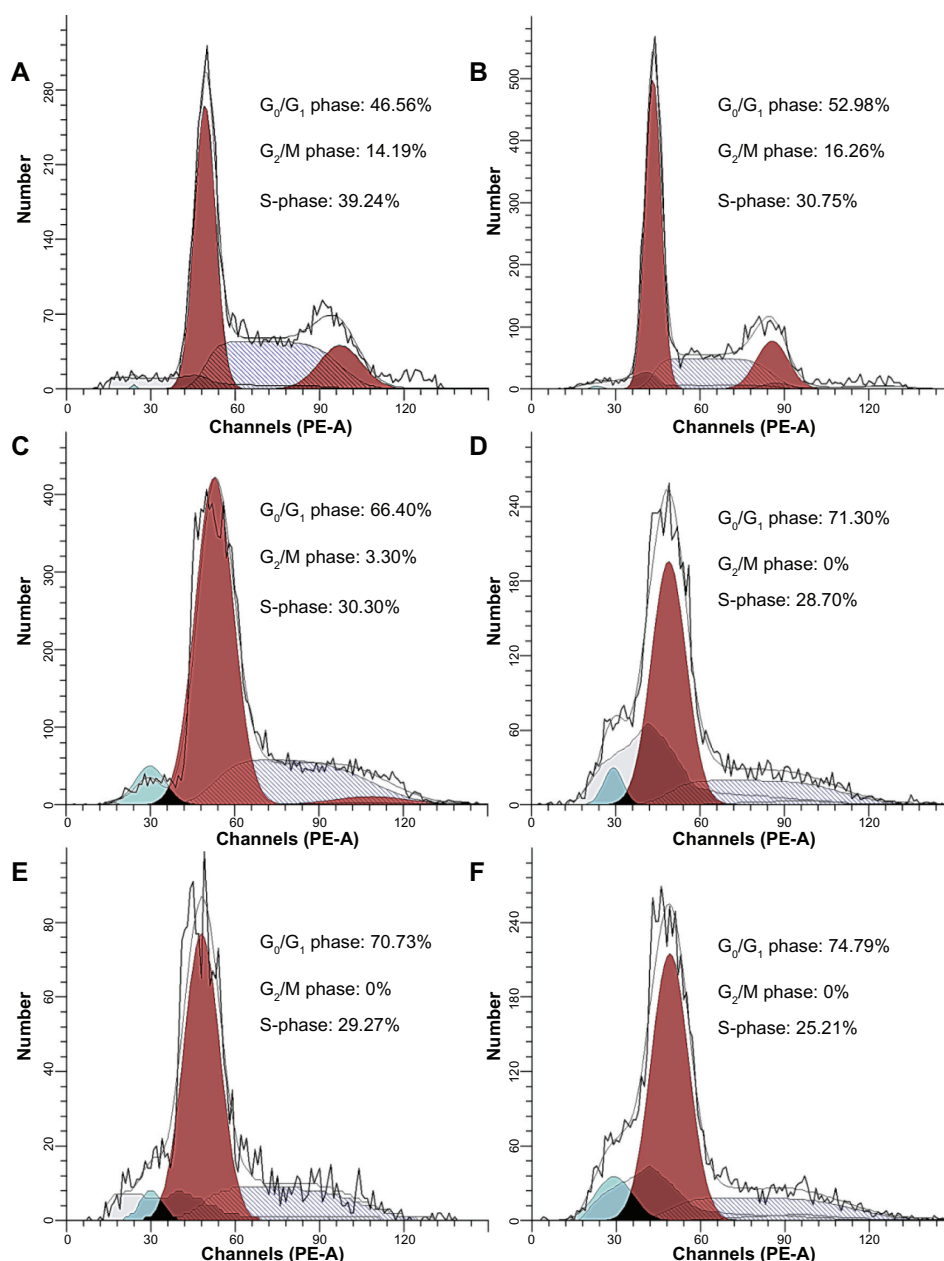 A
G0/G1 phase: 46.56%
G2/M phase: 14.19%
S-phase: 39.24%
Number
280
210
140
70
0
0 30 60 90 120
Channels (PE-A)
B
G0/G1 phase: 52.98%
G2/M phase: 16.26%
S-phase: 30.75%
Number
500
400
300
200
100
0
0 30 60 90 120
Channels (PE-A)
C
G0/G1 phase: 66.40%
G2/M phase: 3.30%
S-phase: 30.30%
Number
400
300
200
100
0
0 30 60 90 120
Channels (PE-A)
D
G0/G1 phase: 71.30%
G2/M phase: 0%
S-phase: 28.70%
Number
240
180
120
60
0
0 30 60 90 120
Channels (PE-A)
E
G0/G1 phase: 70.73%
G2/M phase: 0%
S-phase: 29.27%
Number
80
60
40
20
0
0 30 60 90 120
Channels (PE-A)
F
G0/G1 phase: 74.79%
G2/M phase: 0%
S-phase: 25.21%
Number
240
180
120
60
0
0 30 60 90 120
Channels (PE-A)